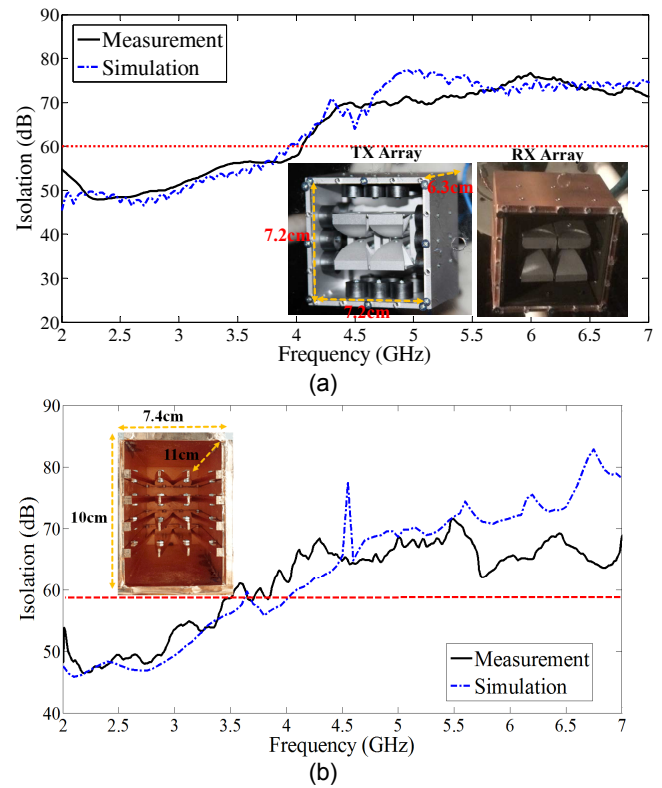 (a)
90
80
70
60
50
40
30
20
Isolation (dB)
Measurement
Simulation
TX Array
RX Array
6.3cm
7.2cm
7.2cm
2 2.5 3 3.5 4 4.5 5 5.5 6 6.5 7
Frequency (GHz)
(a)
90
80
70
60
50
40
Isolation (dB)
7.4cm
11cm
10cm
Measurement
Simulation
2 2.5 3 3.5 4 4.5 5 5.5 6 6.5 7
Frequency (GHz)
(b)